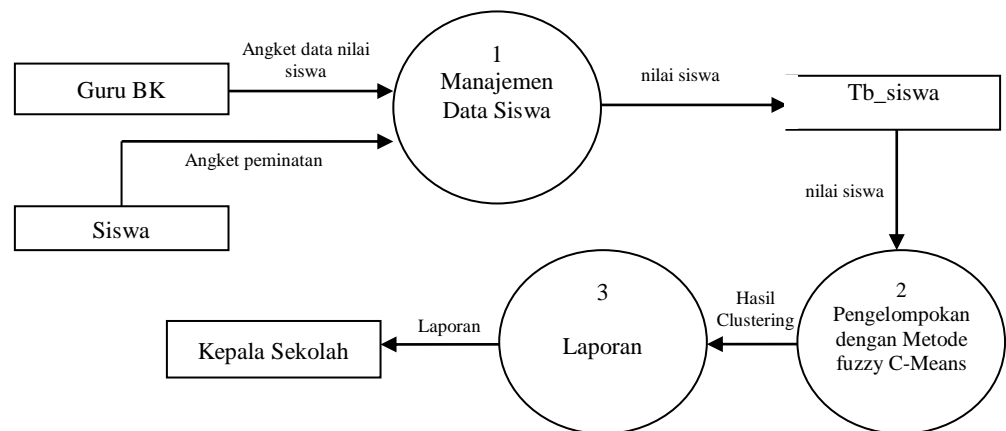 Guru BK
Angket data nilai
siswa
1
Manajemen
Data Siswa
nilai siswa
Tb_siswa
Angket peminatan
Siswa
nilai siswa
2
Pengelompokan
dengan Metode
fuzzy C-Means
Hasil
Clustering
3
Laporan
Laporan
Kepala Sekolah